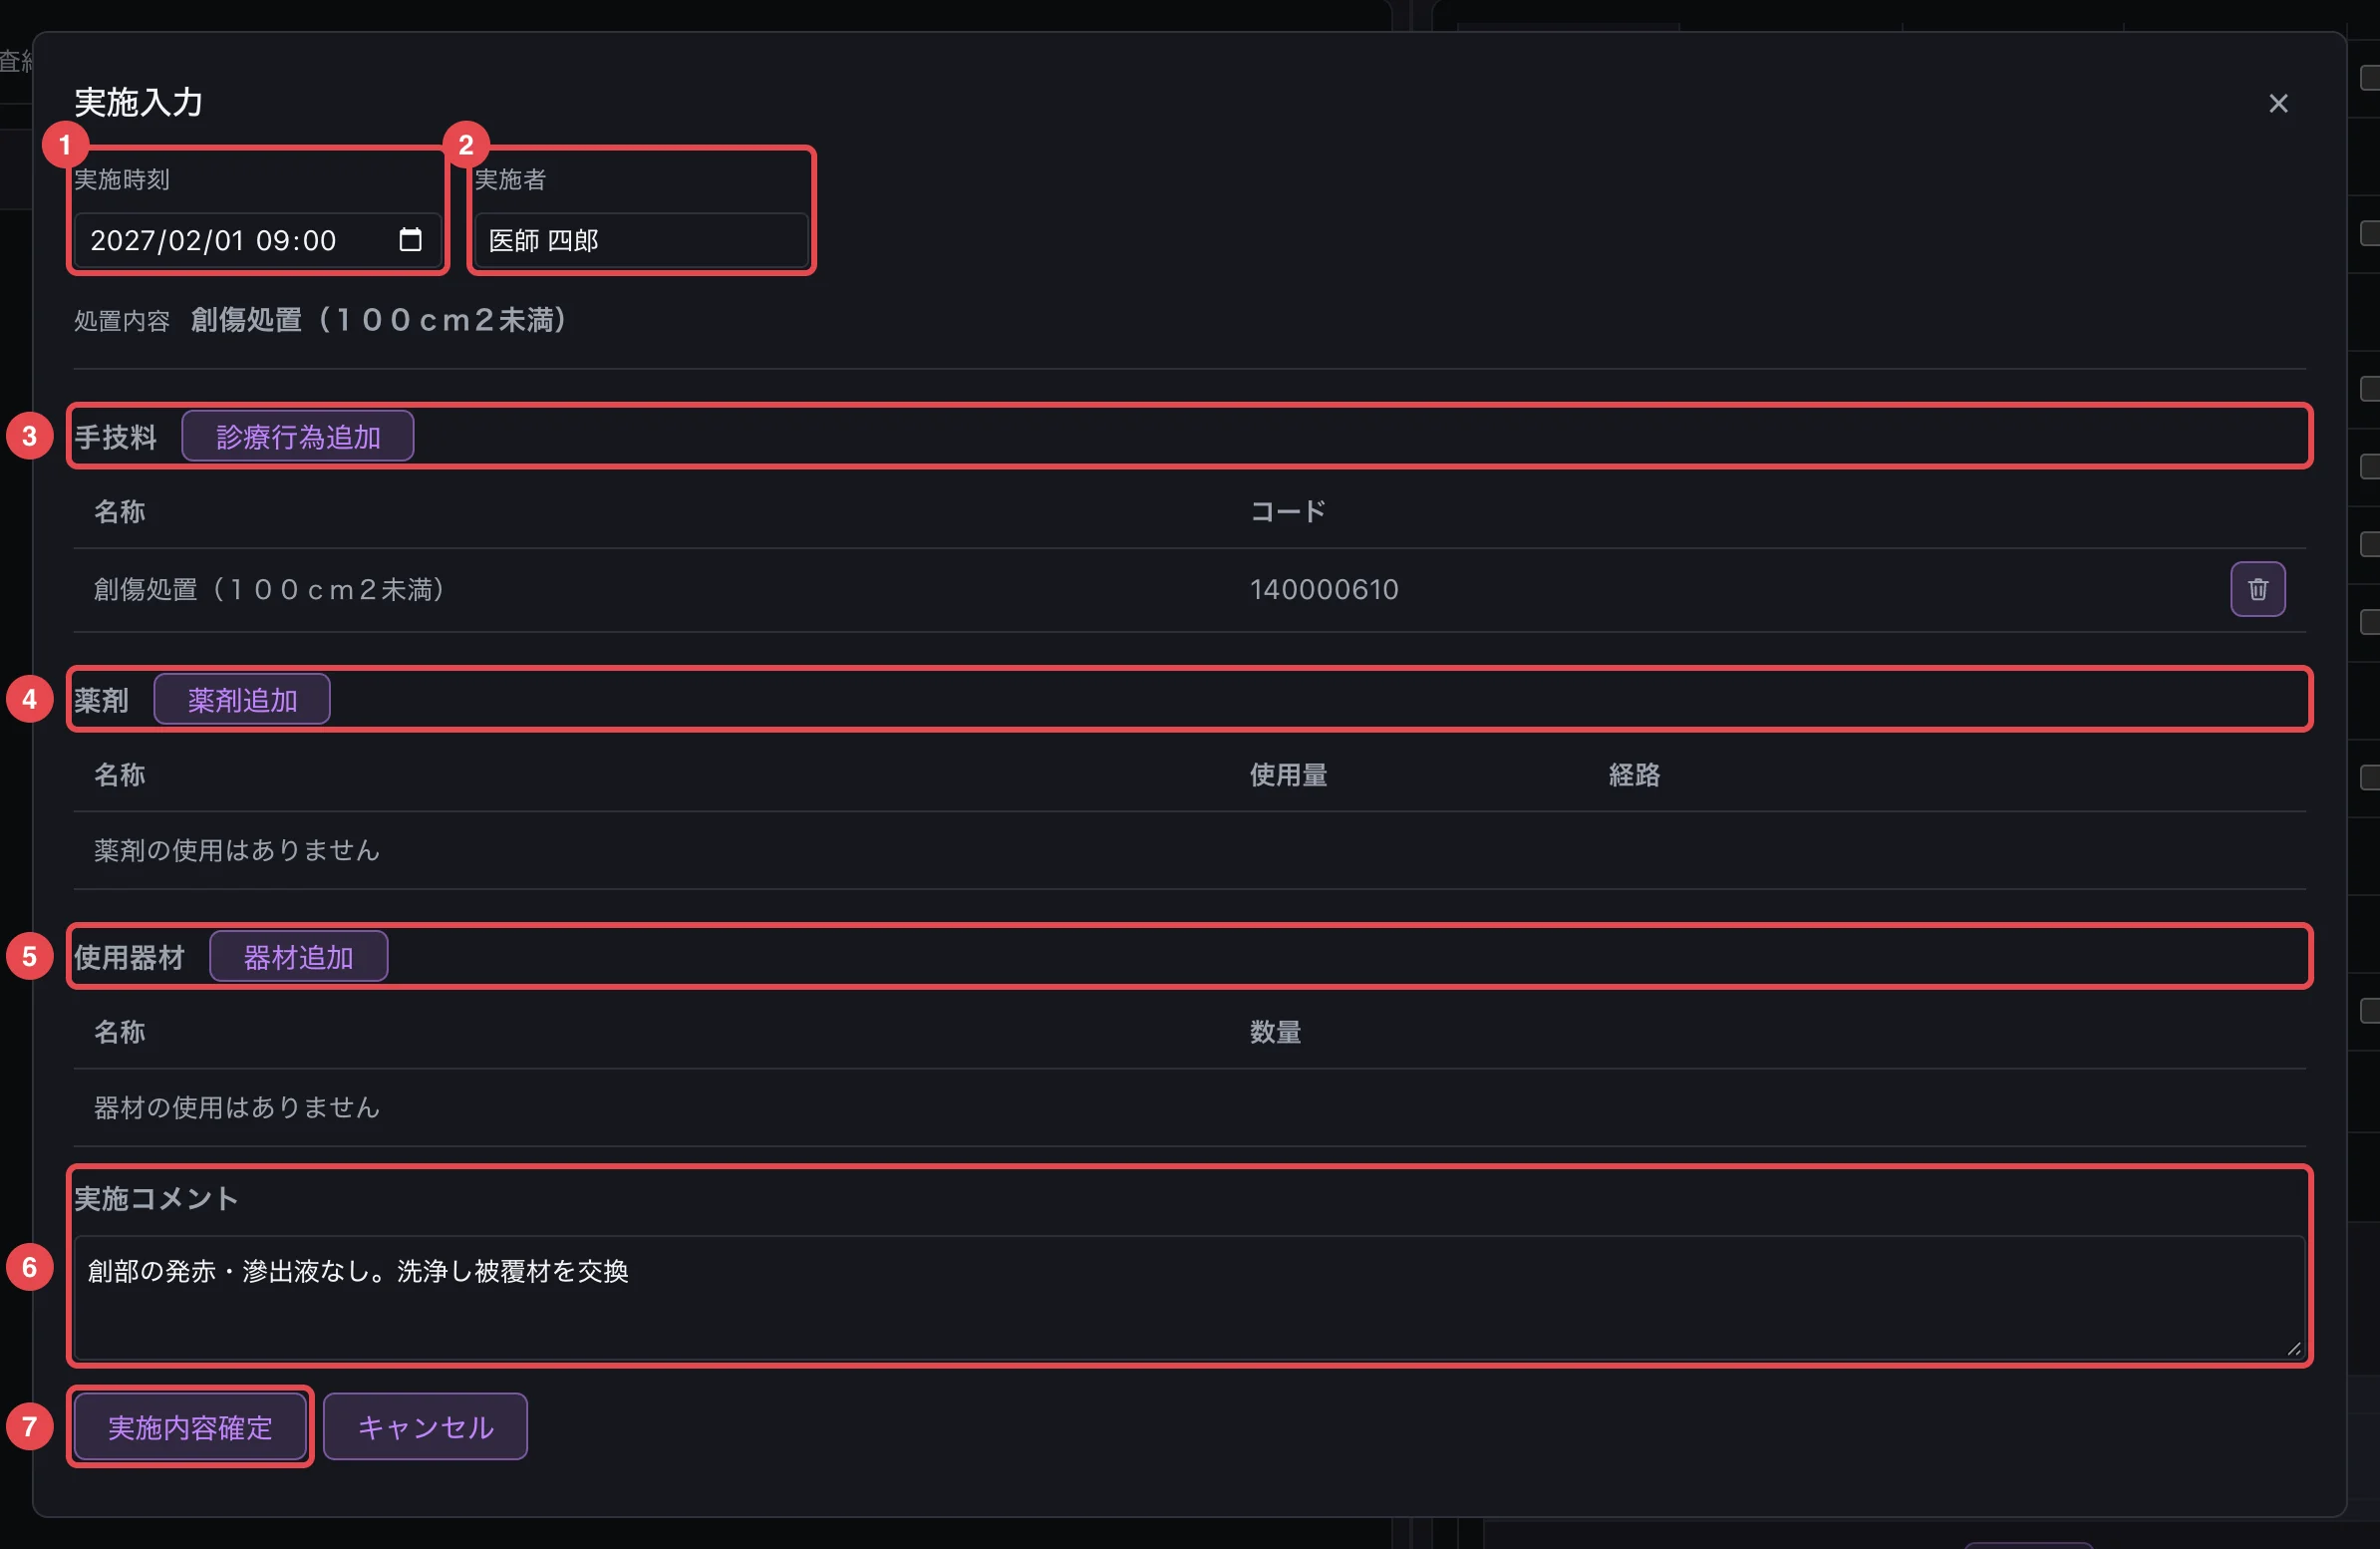 実施入力
1
2
実施時刻
実施者
2027/02/01 09:00
医師 四郎
処置内容 創傷処置（１００ｃｍ２未満）
3
手技料 診療行為追加
名称 コード
創傷処置（１００ｃｍ２未満） 140000610
4
薬剤 薬剤追加
名称 使用量 経路
薬剤の使用はありません
5
使用器材 器材追加
名称 数量
器材の使用はありません
実施コメント
6
創部の発赤・滲出液なし。洗浄し被覆材を交換
7
実施内容確定 キャンセル